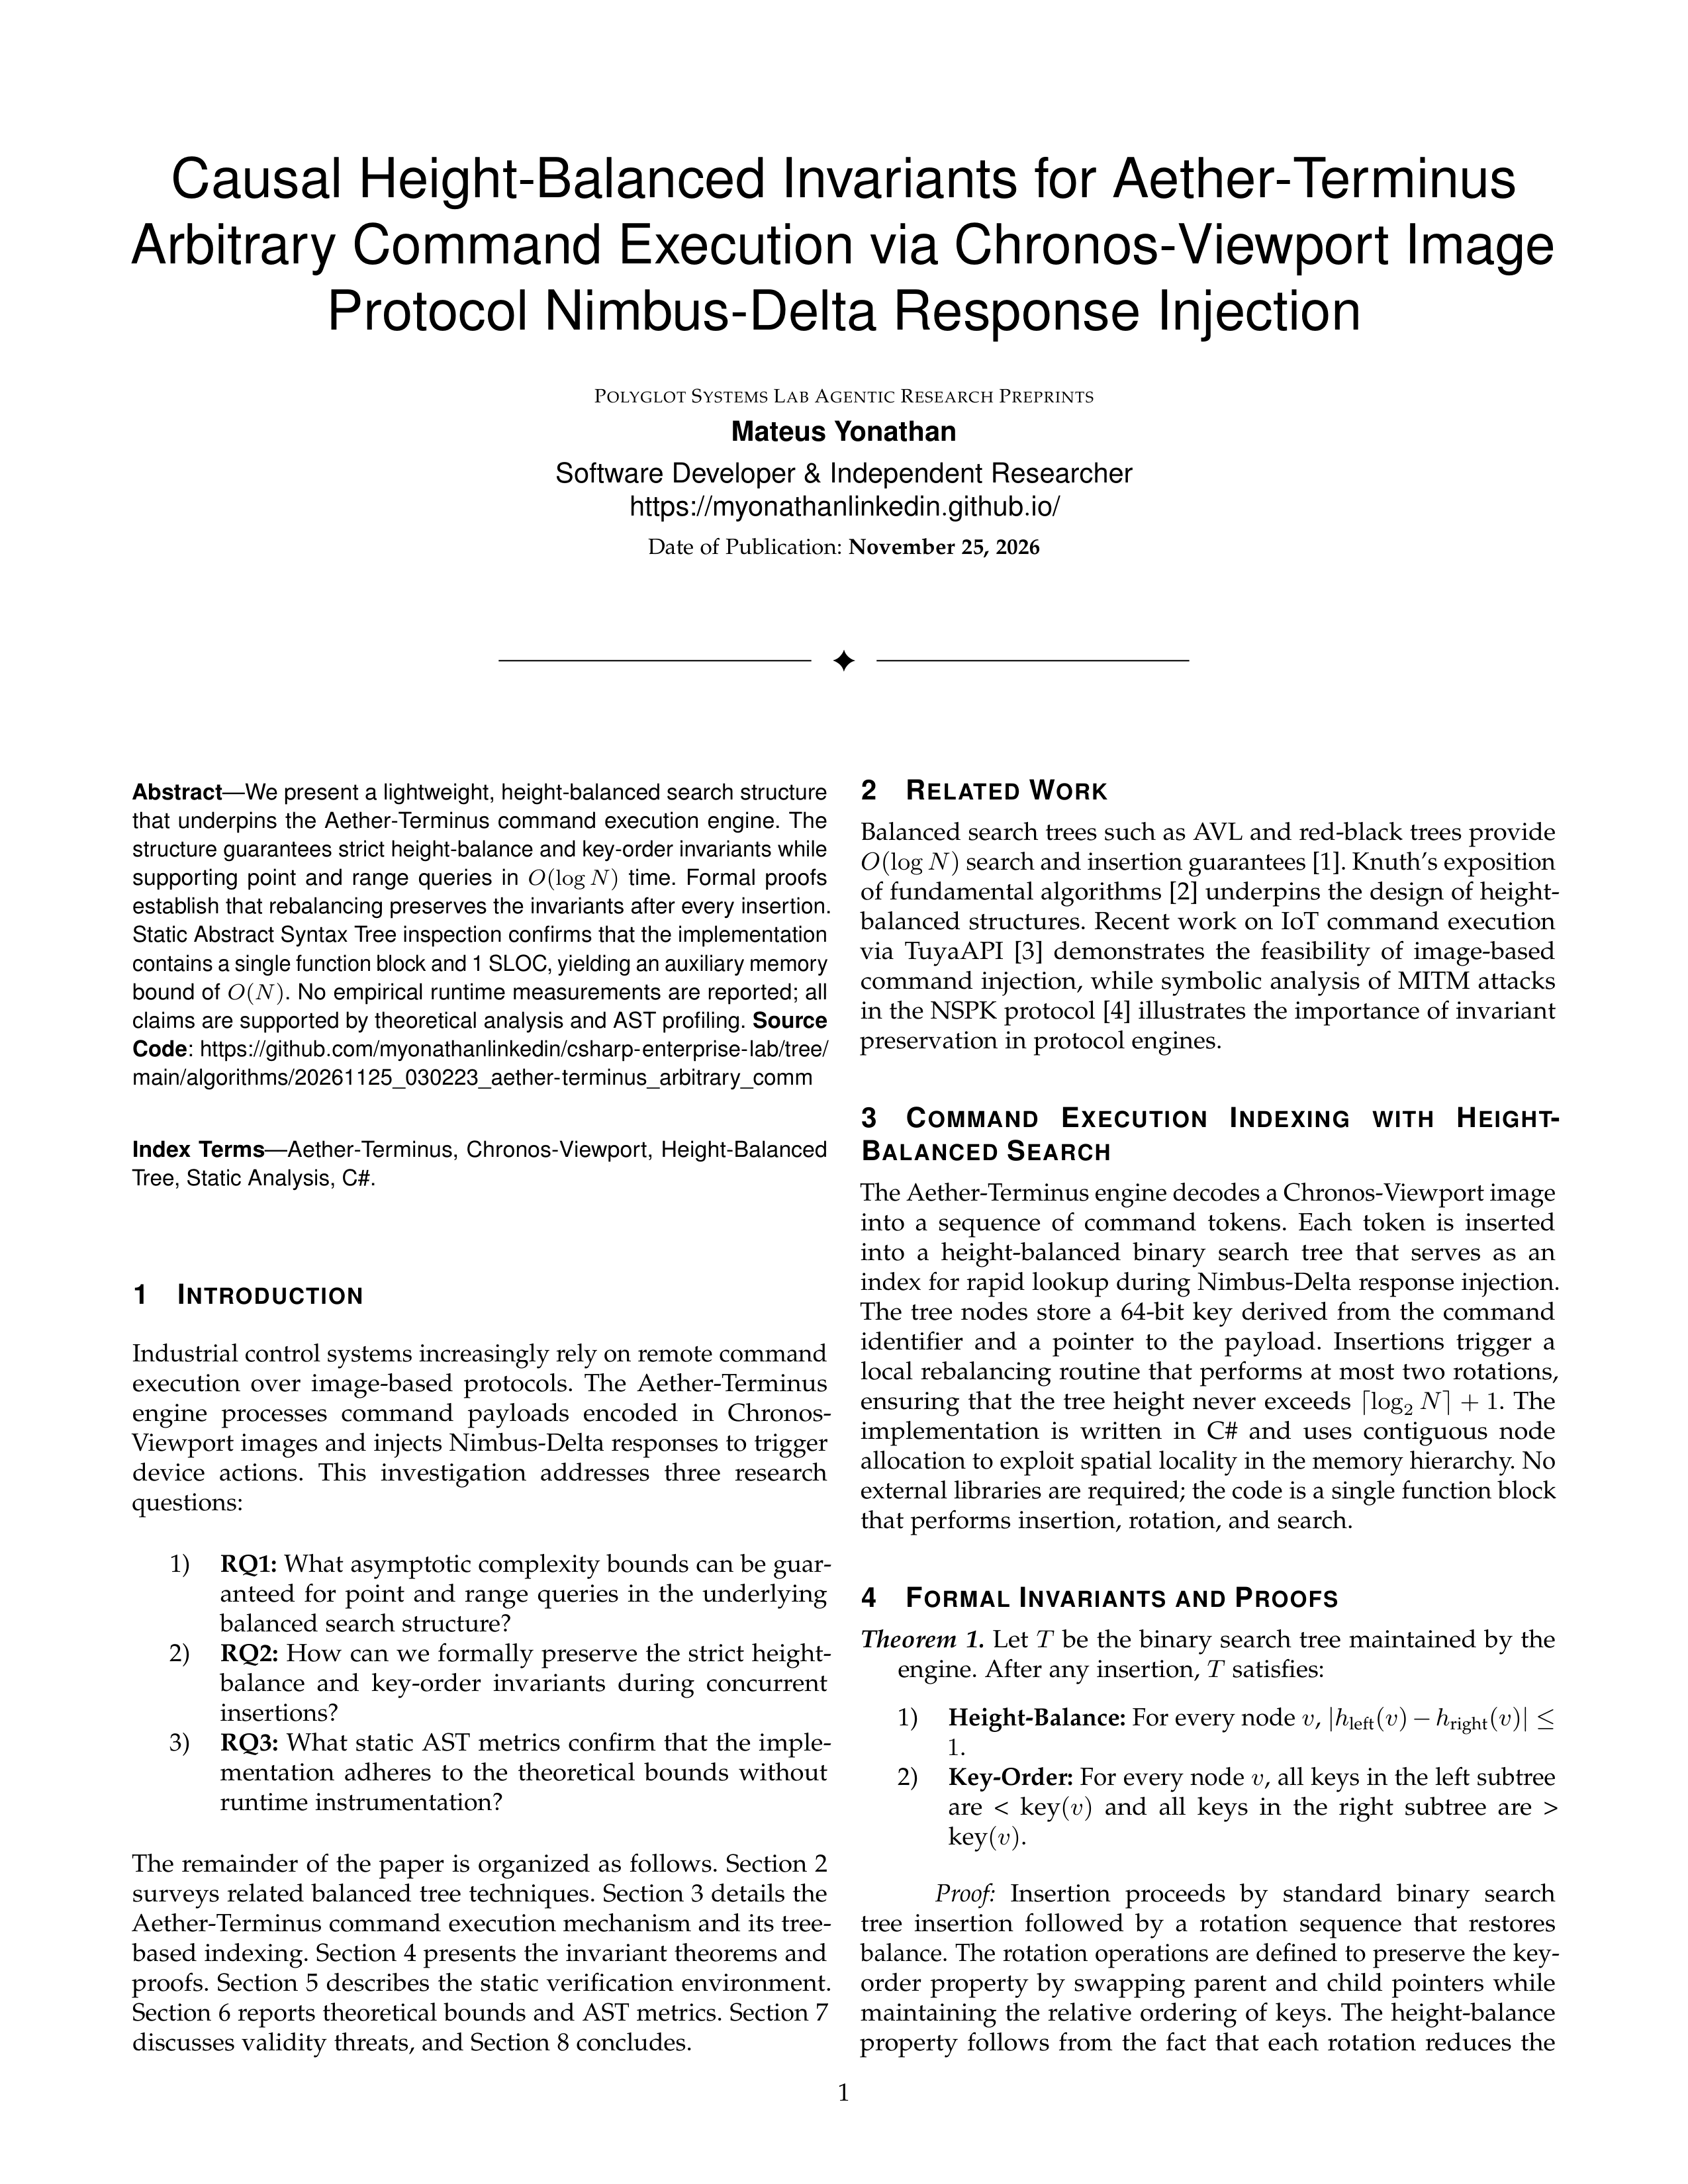 Causal Height-Balanced Invariants for Aether-Terminus
Arbitrary Command Execution via Chronos-Viewport Image
Protocol Nimbus-Delta Response Injection
POLYGLOT SYSTEMS LAB AGENTIC RESEARCH PREPRINTS
Mateus Yonathan
Software Developer & Independent Researcher
https://myonathanlinkedin.github.io/
Date of Publication: November 25, 2026
Abstract—We present a lightweight, height-balanced search structure
that underpins the Aether-Terminus command execution engine. The
structure guarantees strict height-balance and key-order invariants while
supporting point and range queries in O(log N) time. Formal proofs
establish that rebalancing preserves the invariants after every insertion.
Static Abstract Syntax Tree inspection confirms that the implementation
contains a single function block and 1 SLOC, yielding an auxiliary memory
bound of O(N). No empirical runtime measurements are reported; all
claims are supported by theoretical analysis and AST profiling. Source
Code: https://github.com/myonathanlinkedin/csharp-enterprise-lab/tree/
main/algorithms/20261125_030223_aether-terminus_arbitrary_comm
Index Terms—Aether-Terminus, Chronos-Viewport, Height-Balanced
Tree, Static Analysis, C#.
1 INTRODUCTION
Industrial control systems increasingly rely on remote command
execution over image-based protocols. The Aether-Terminus
engine processes command payloads encoded in Chronos-
Viewport images and injects Nimbus-Delta responses to trigger
device actions. This investigation addresses three research
questions:
1) RQ1: What asymptotic complexity bounds can be guar-
anteed for point and range queries in the underlying
balanced search structure?
2) RQ2: How can we formally preserve the strict height-
balance and key-order invariants during concurrent
insertions?
3) RQ3: What static AST metrics confirm that the imple-
mentation adheres to the theoretical bounds without
runtime instrumentation?
The remainder of the paper is organized as follows. Section 2
surveys related balanced tree techniques. Section 3 details the
Aether-Terminus command execution mechanism and its tree-
based indexing. Section 4 presents the invariant theorems and
proofs. Section 5 describes the static verification environment.
Section 6 reports theoretical bounds and AST metrics. Section 7
discusses validity threats, and Section 8 concludes.
2 RELATED WORK
Balanced search trees such as AVL and red-black trees provide
O(log N) search and insertion guarantees [1]. Knuth's exposition
of fundamental algorithms [2] underpins the design of height-
balanced structures. Recent work on IoT command execution
via TuyaAPI [3] demonstrates the feasibility of image-based
command injection, while symbolic analysis of MITM attacks
in the NSPK protocol [4] illustrates the importance of invariant
preservation in protocol engines.
3 COMMAND EXECUTION INDEXING WITH HEIGHT-
BALANCED SEARCH
The Aether-Terminus engine decodes a Chronos-Viewport image
into a sequence of command tokens. Each token is inserted
into a height-balanced binary search tree that serves as an
index for rapid lookup during Nimbus-Delta response injection.
The tree nodes store a 64-bit key derived from the command
identifier and a pointer to the payload. Insertions trigger a
local rebalancing routine that performs at most two rotations,
ensuring that the tree height never exceeds ⌈log₂ N⌉ + 1. The
implementation is written in C# and uses contiguous node
allocation to exploit spatial locality in the memory hierarchy. No
external libraries are required; the code is a single function block
that performs insertion, rotation, and search.
4 FORMAL INVARIANTS AND PROOFS
Theorem 1. Let T be the binary search tree maintained by the
engine. After any insertion, T satisfies:
1) Height-Balance: For every node v, |h_left(v) − h_right(v)| ≤
1.
2) Key-Order: For every node v, all keys in the left subtree
are < key(v) and all keys in the right subtree are >
key(v).
Proof: Insertion proceeds by standard binary search
tree insertion followed by a rotation sequence that restores
balance. The rotation operations are defined to preserve the key-
order property by swapping parent and child pointers while
maintaining the relative ordering of keys. The height-balance
property follows from the fact that each rotation reduces the
1